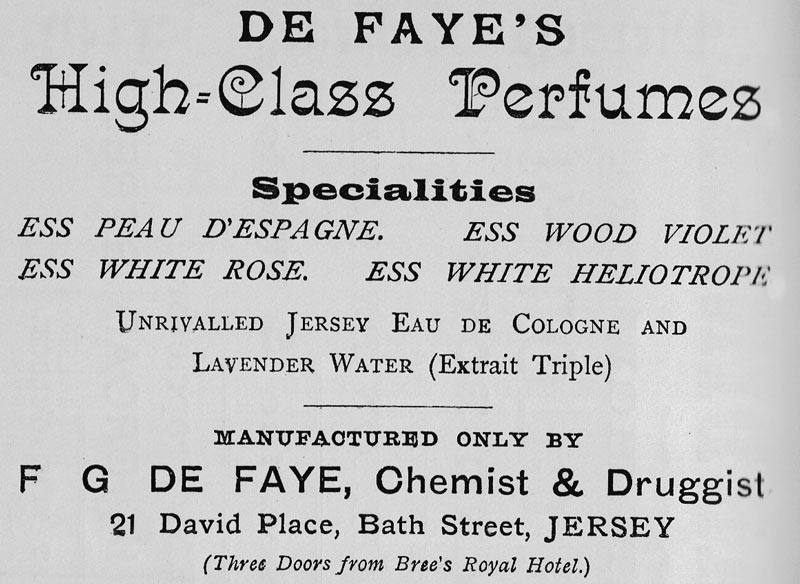 DE FAYE'S
High=Class Perfumes
Specialities
ESS PEAU D'ESPAGNE. ESS WOOD VIOLET
ESS WHITE ROSE. ESS WHITE HELIOTROPE
UNRIVALLED JERSEY EAU DE COLOGNE AND
LAVENDER WATER (Extrait Triple)
MANUFACTURED ONLY BY
F G DE FAYE, Chemist & Druggist
21 David Place, Bath Street, JERSEY
(Three Doors from Bree's Royal Hotel.)